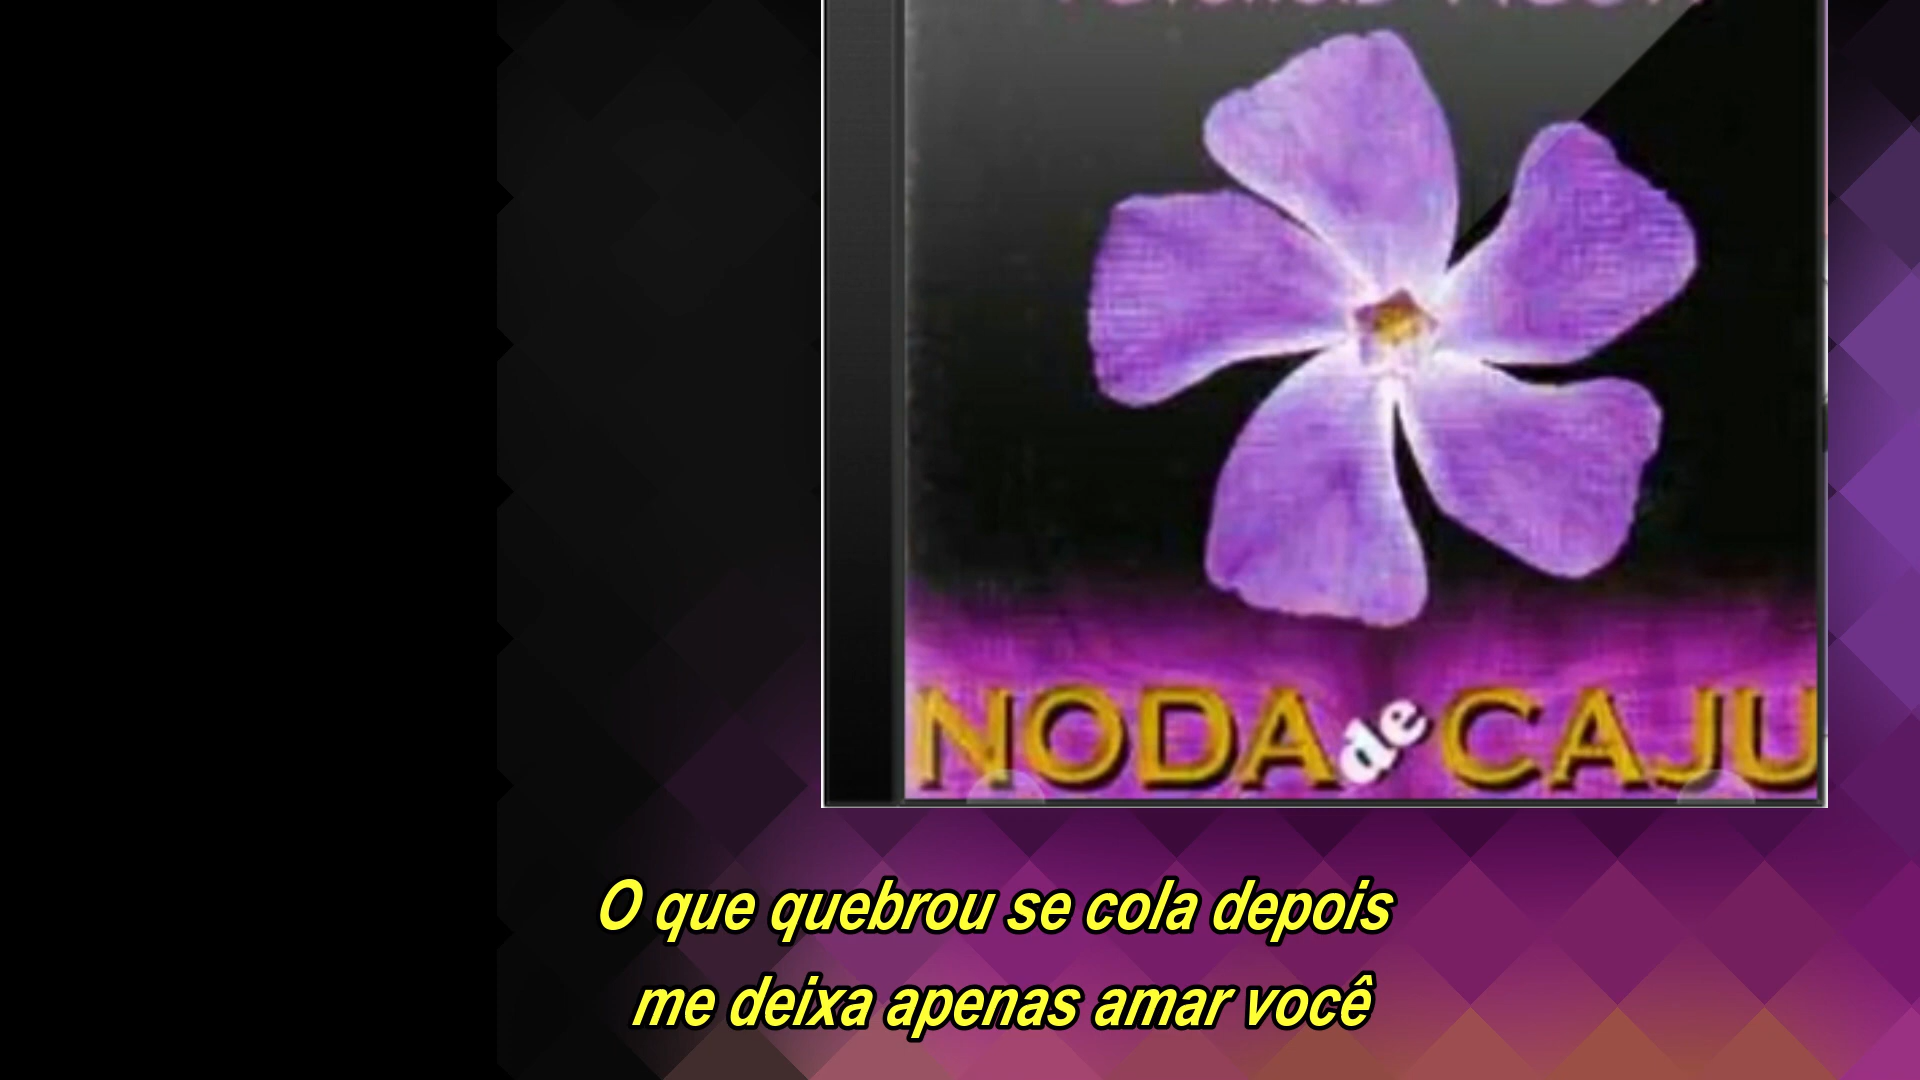 NODA de CAJU
O que quebrou se cola depois
me deixa apenas amar você